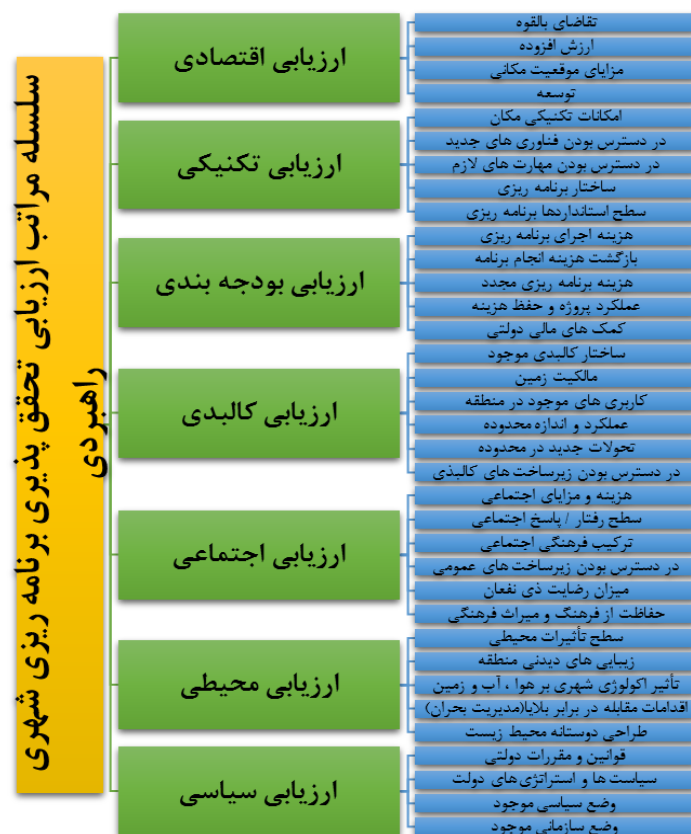 سلسله مراتب ارزیابی تحقق پذیری برنامه ریزی شهری
راهبردی
ارزیابی اقتصادی
تقاضای بالقوه
ارزش افزوده
مزایای موقعیت مکانی
توسعه
ارزیابی تکنیکی
امکانات تکنیکی مکان
در دسترس بودن فناوری های جدید
در دسترس بودن مهارت های لازم
ساختار برنامه ریزی
سطح استانداردها برنامه ریزی
ارزیابی بودجه بندی
هزینه اجرای برنامه ریزی
بازگشت هزینه انجام برنامه
هزینه برنامه ریزی مجدد
عملکرد پروژه و حفظ هزینه
کمک های مالی دولتی
ارزیابی کالبدی
ساختار کالبدی موجود
مالکیت زمین
کاربری های موجود در منطقه
عملکرد و اندازه محدوده
تحولات جدید در محدوده
در دسترس بودن زیرساخت های کالبدی
ارزیابی اجتماعی
هزینه و مزایای اجتماعی
سطح رفتار / پاسخ اجتماعی
ترکیب فرهنگی اجتماعی
در دسترس بودن زیرساخت های عمومی
میزان رضایت ذی نفعان
حفاظت از فرهنگ و میراث فرهنگی
ارزیابی محیطی
سطح تأثیرات محیطی
زیبایی های دیدنی منطقه
تأثیر اکولوژی شهری بر هوا ، آب و زمین
اقدامات مقابله در برابر بلایا(مدیریت بحران)
طراحی دوستانه محیط زیست
ارزیابی سیاسی
قوانین و مقررات دولتی
سیاست ها و استراتژی های دولت
وضع سیاسی موجود
وضع سازمانی موجود